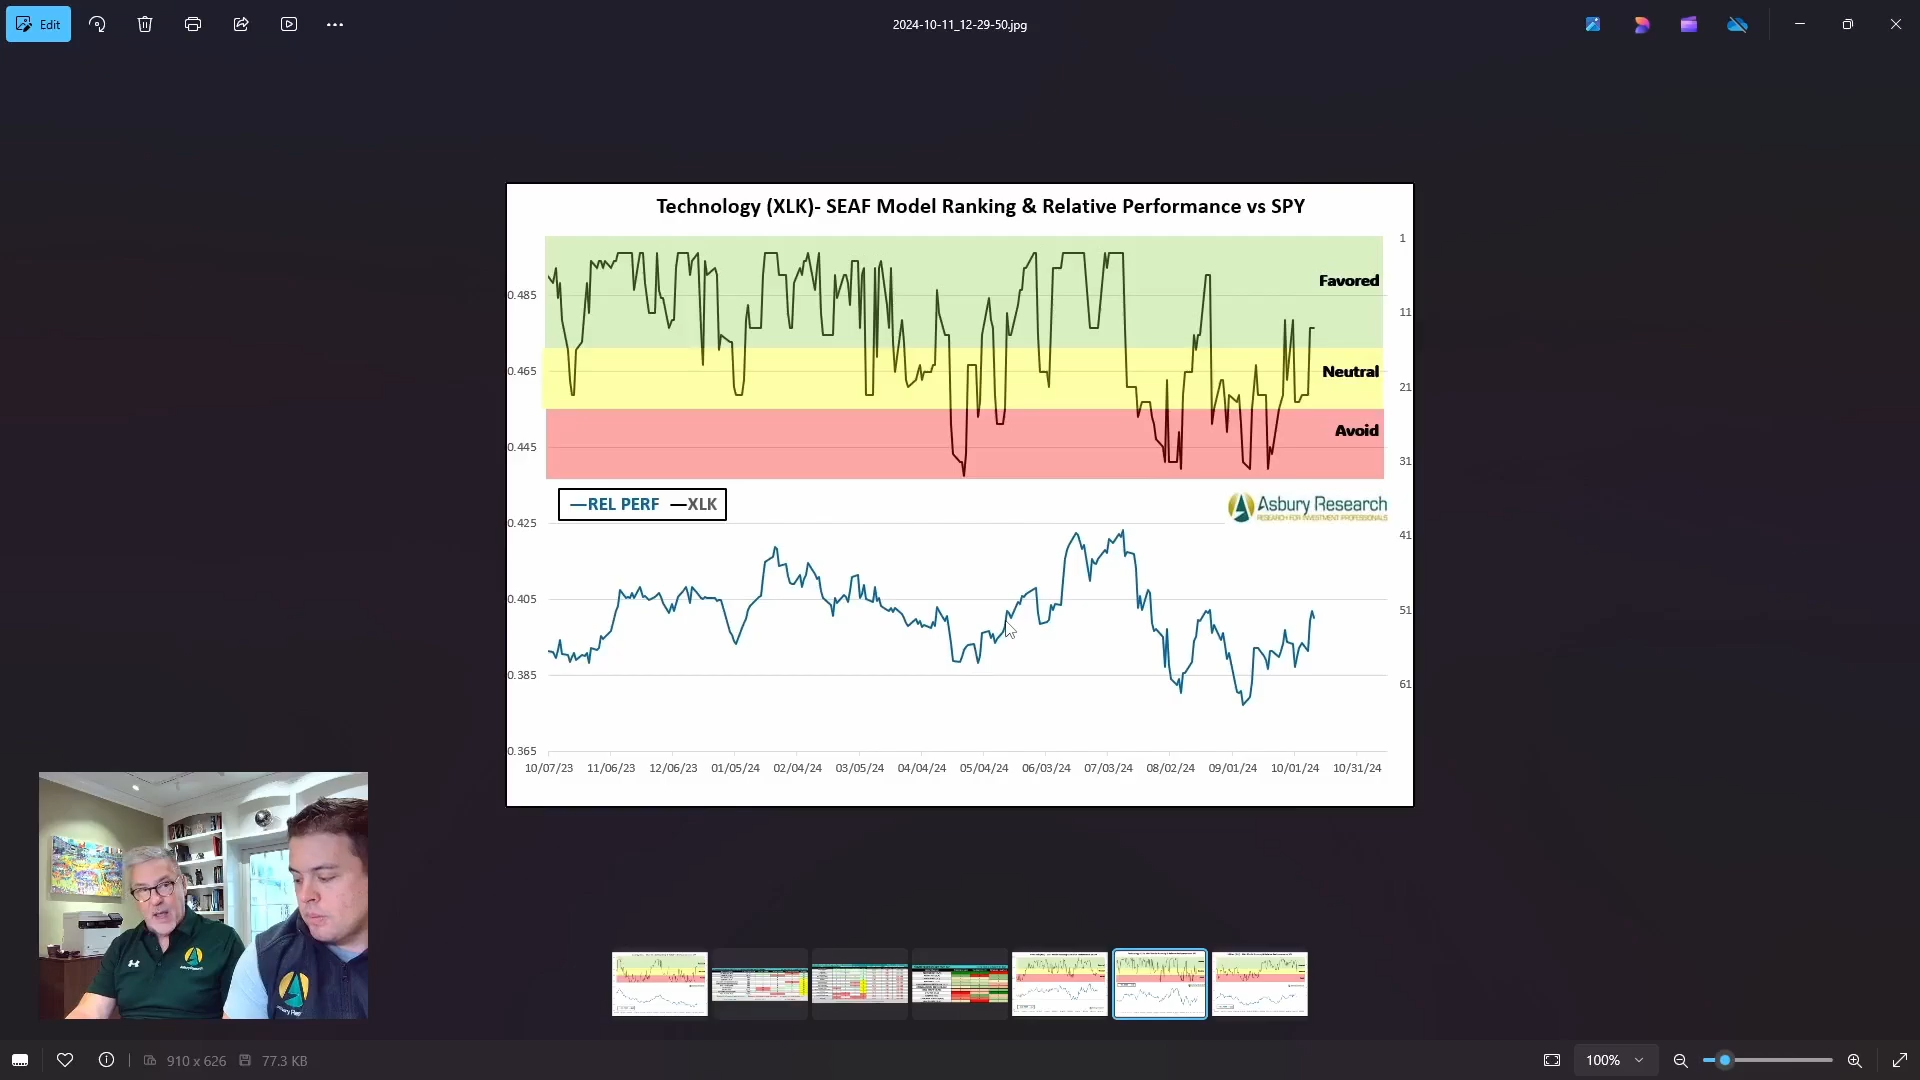 Edit
2024-10-11_12-29-50.jpg
Technology (XLK)- SEAF Model Ranking & Relative Performance vs SPY
1
Favored
0.485
11
0.465
Neutral
21
Avoid
0.445
31
REL PERF XLK
Asbury Research
RESEARCH FOR INVESTMENT PROFESSIONALS
0.425
41
0.405
51
0.385
61
0.365
10/07/23 11/06/23 12/06/23 01/05/24 02/04/24 03/05/24 04/04/24 05/04/24 06/03/24 07/03/24 08/02/24 09/01/24 10/01/24 10/31/24
910 x 626 77.3 KB
100%